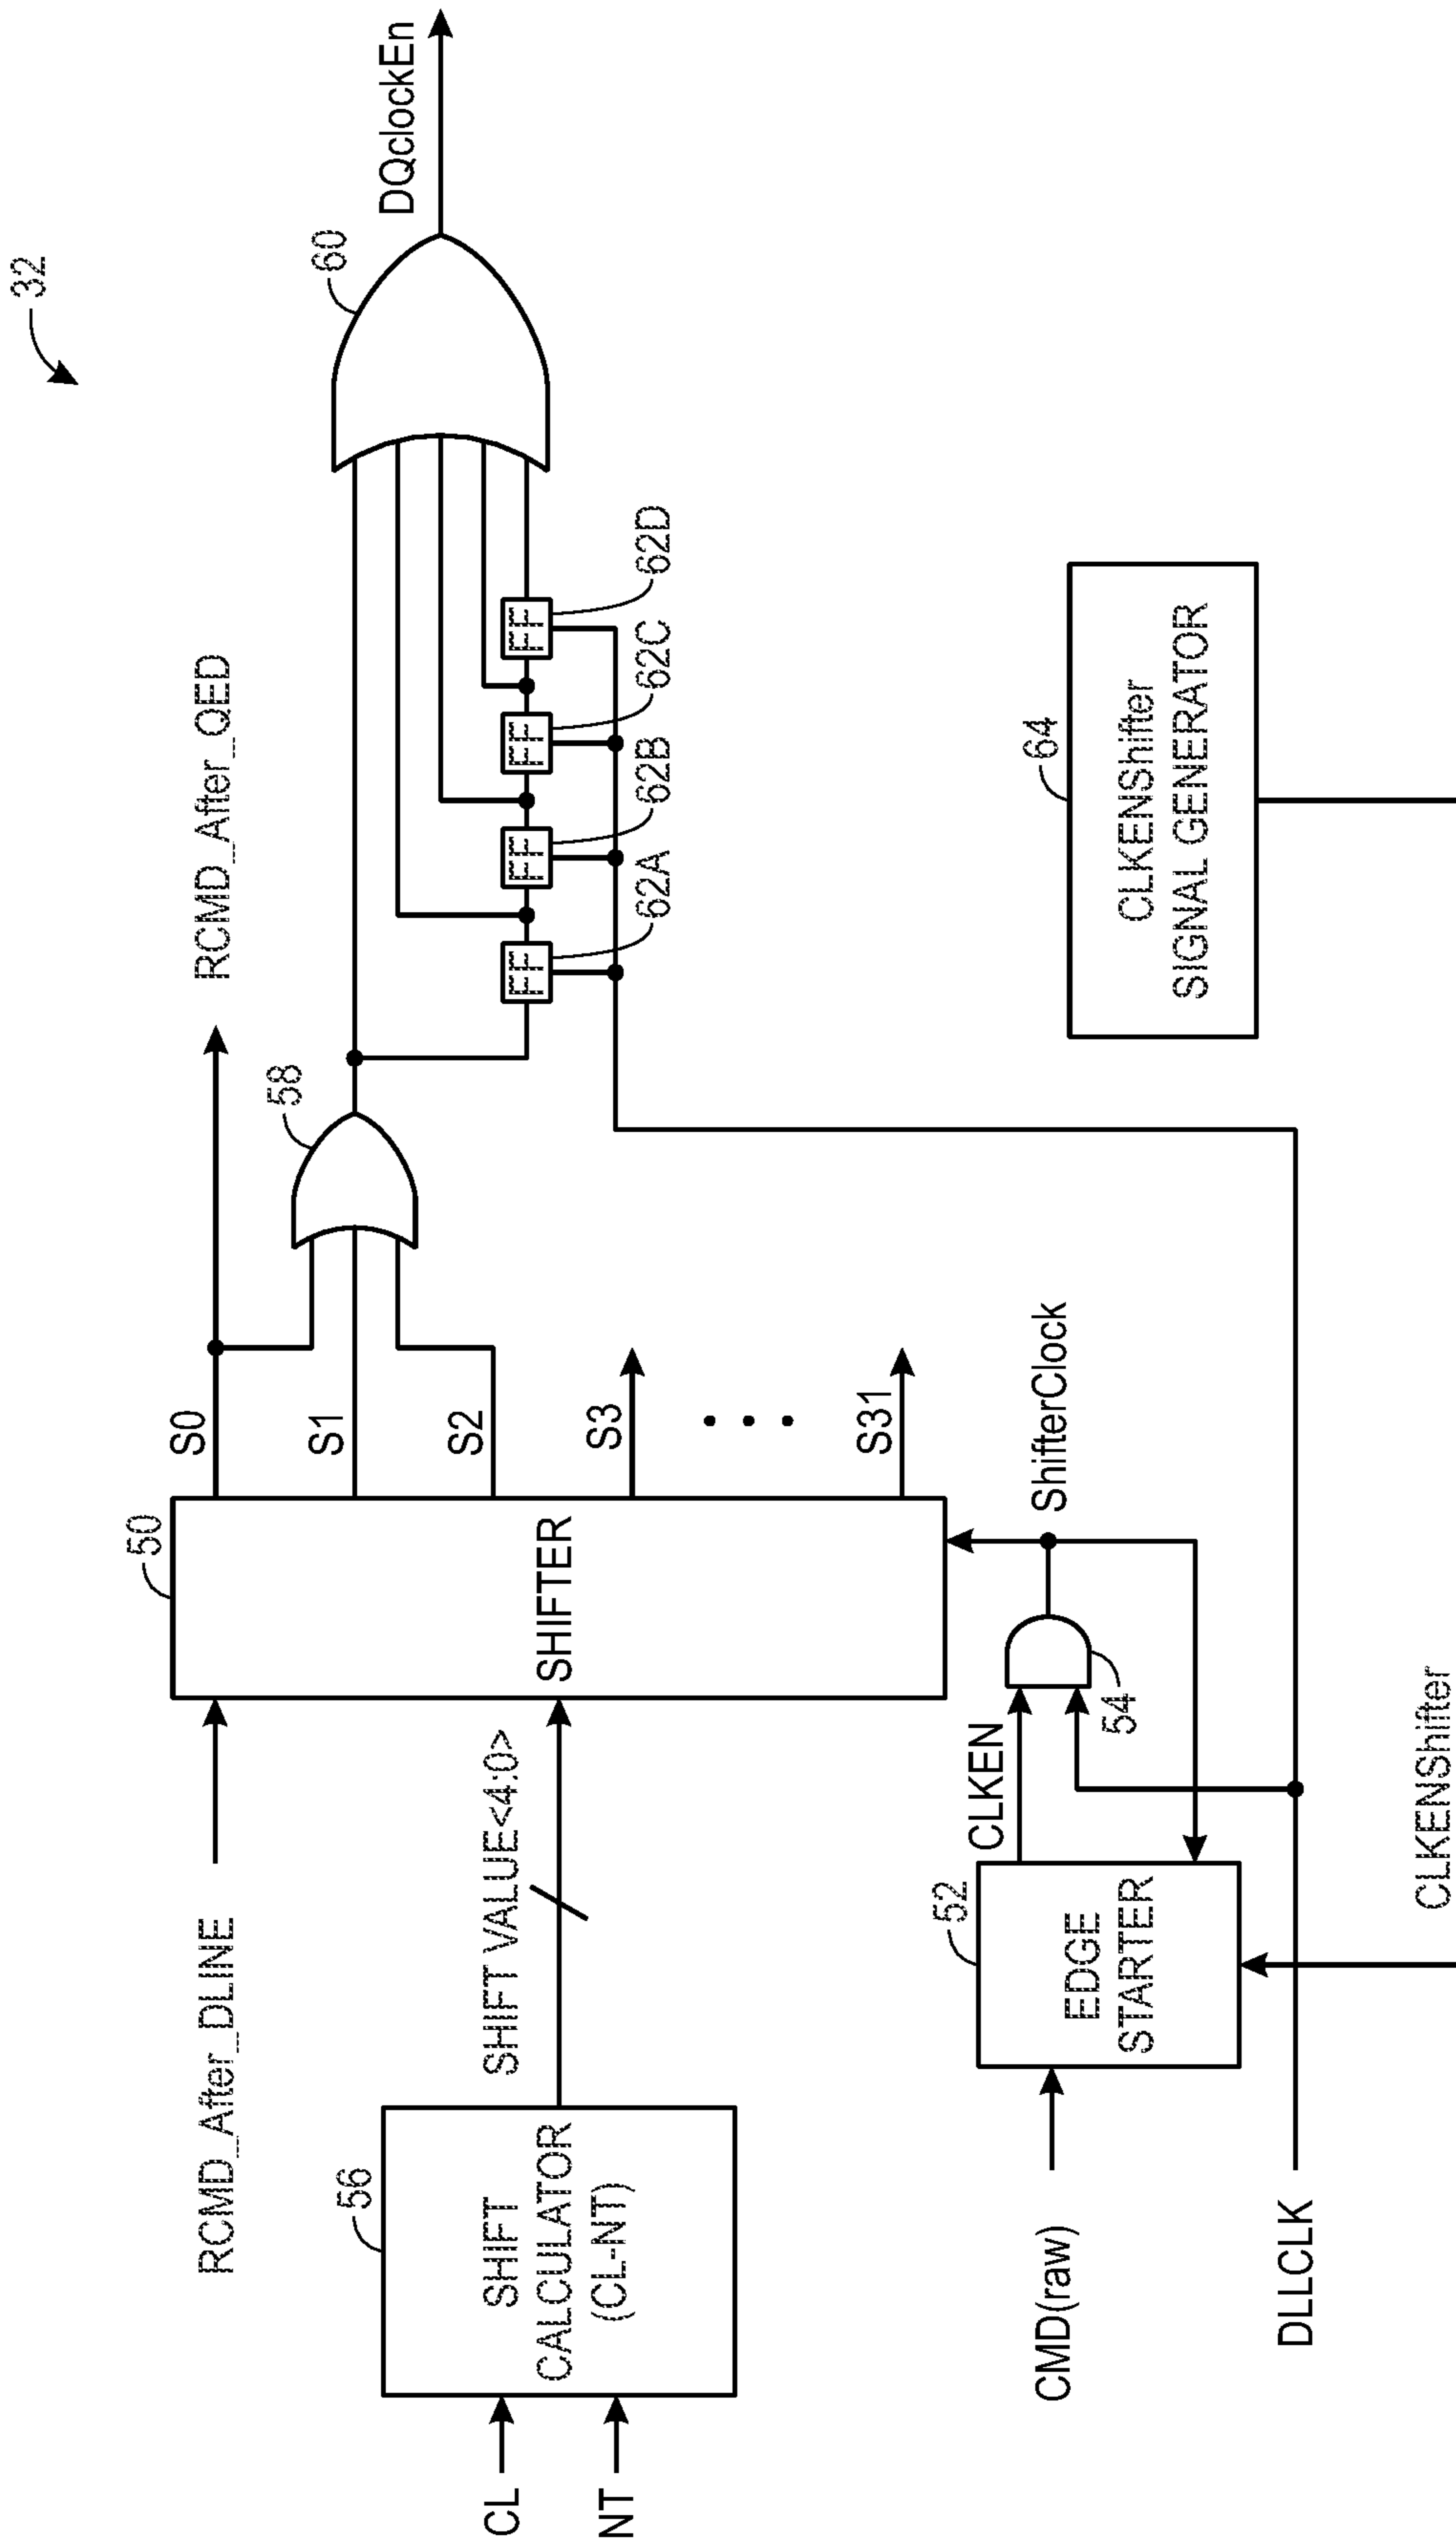 32
RCMD_After_DLINE
50
S0
RCMD_After_QED
58
S1
60
DQclockEn
CL
NT
56
SHIFT
CALCULATOR
(CL-NT)
SHIFT VALUE<4:0>
SHIFTER
S2
S3
S31
FF
FF
FF
FF
62A
62B
62C
62D
CMD(raw)
52
EDGE
STARTER
CLKEN
54
ShifterClock
DLLCLK
64
CLKENShifter
SIGNAL GENERATOR
CLKENShifter